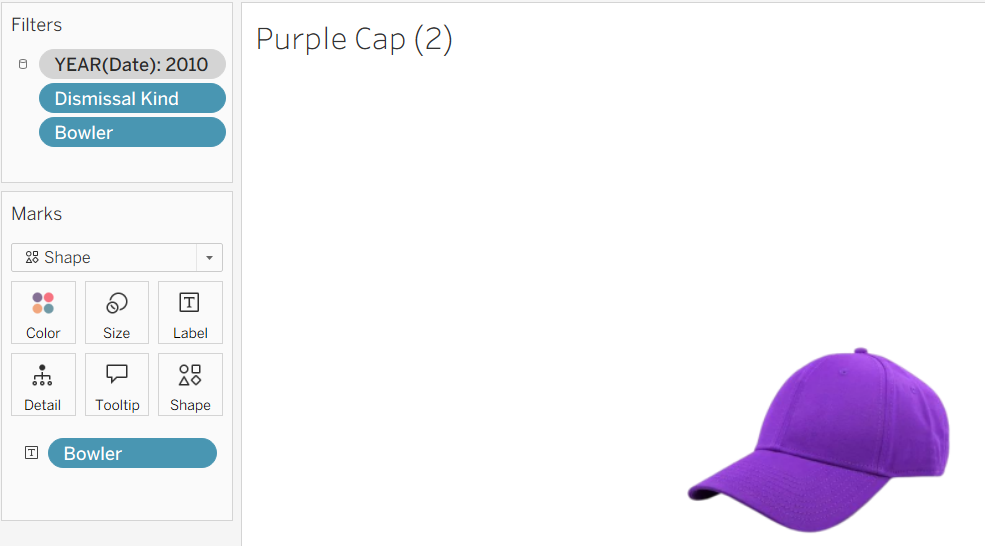 Filters
YEAR(Date): 2010
Dismissal Kind
Bowler
Marks
Shape
Color
Size
Label
Detail
Tooltip
Shape
Bowler
Purple Cap (2)